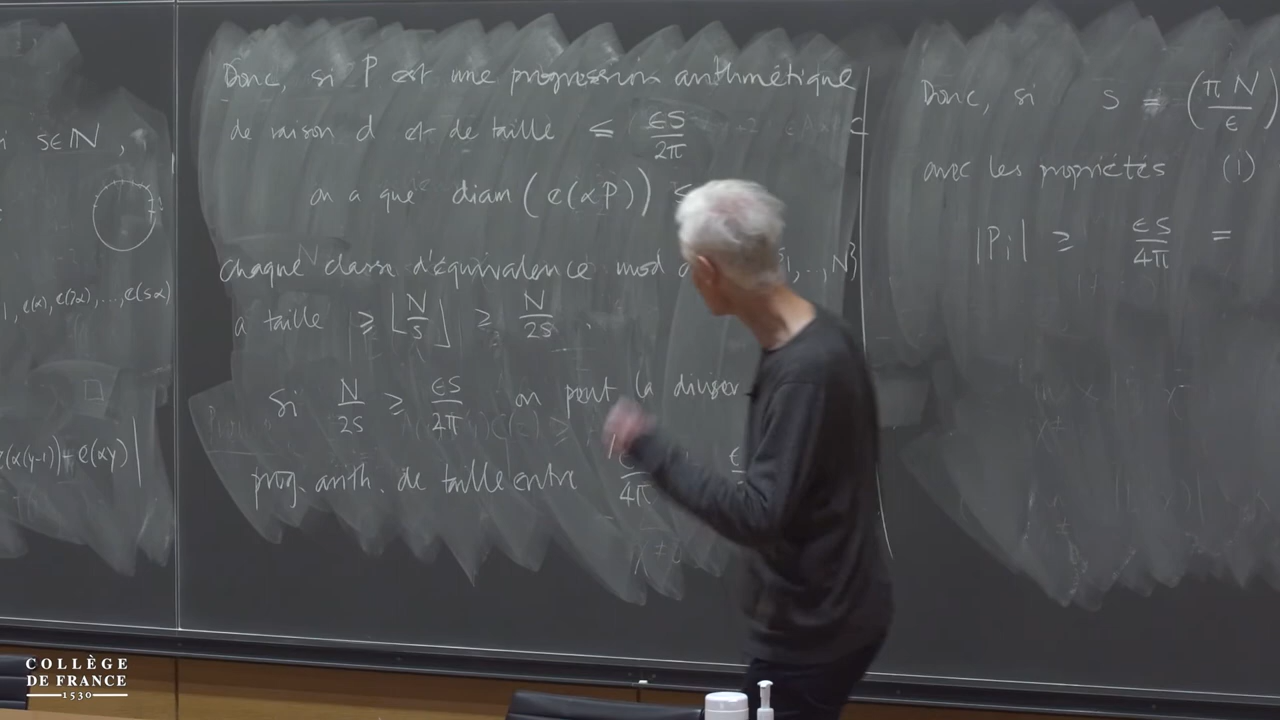 si s∈ℕ,
1, e(α), e(2α), ..., e(sα)
e(α(y-1)) - e(αy)|
Donc, si P est une progression arithmétique
de raison d et de taille ≤ εs/2π
on a que diam(e(αP)) ≤
chaque classe d'équivalence mod ,..,N}
a taille ≥ ⌊N/s⌋ ≥ N/2s.
Si N/2s ≥ εs/2π on peut la diviser
prog. arith. de taille entre
4π
Donc, si s = (πN/ε)
avec les propriétés (1)
|Pi| ≥ εs/4π =
COLLÈGE
DE FRANCE
1530